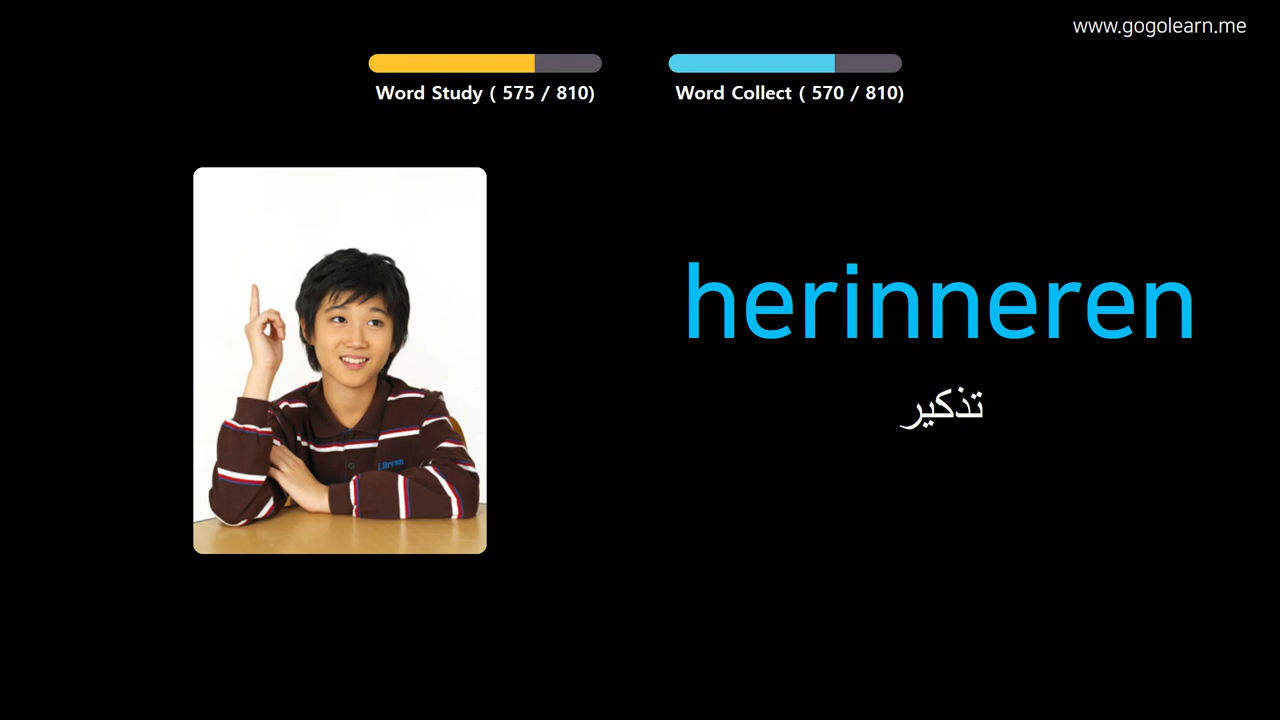 www.gogolearn.me
Word Study ( 575 / 810)
Word Collect ( 570 / 810)
herinneren
تذكير